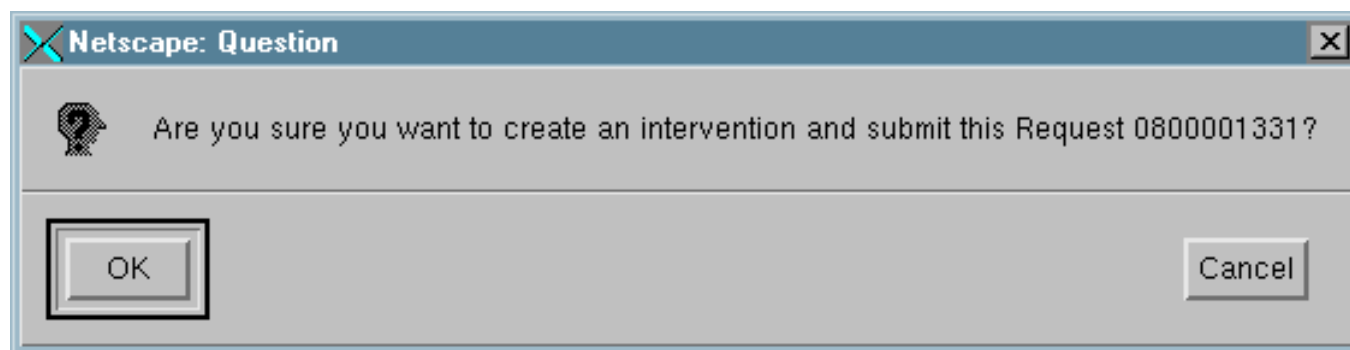 Netscape: Question
Are you sure you want to create an intervention and submit this Request 0800001331?
OK
Cancel